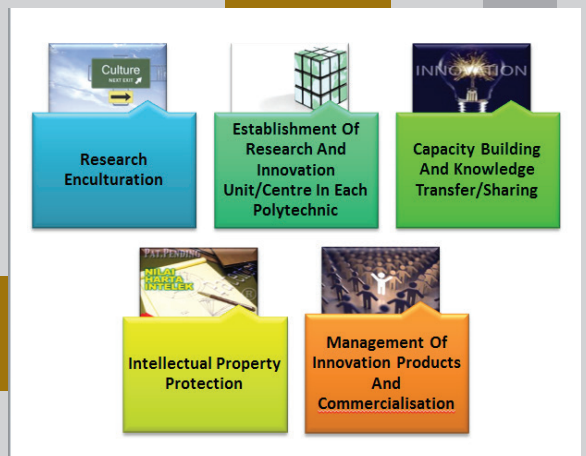 Culture
NEXT EXIT
Research
Enculturation
Establishment Of
Research And
Innovation
Unit/Centre In Each
Polytechnic
INNOVATION
Capacity Building
And Knowledge
Transfer/Sharing
PAT.PENDING
NILAI
HARTA
INTELEK
Intellectual Property
Protection
Management Of
Innovation Products
And
Commercialisation